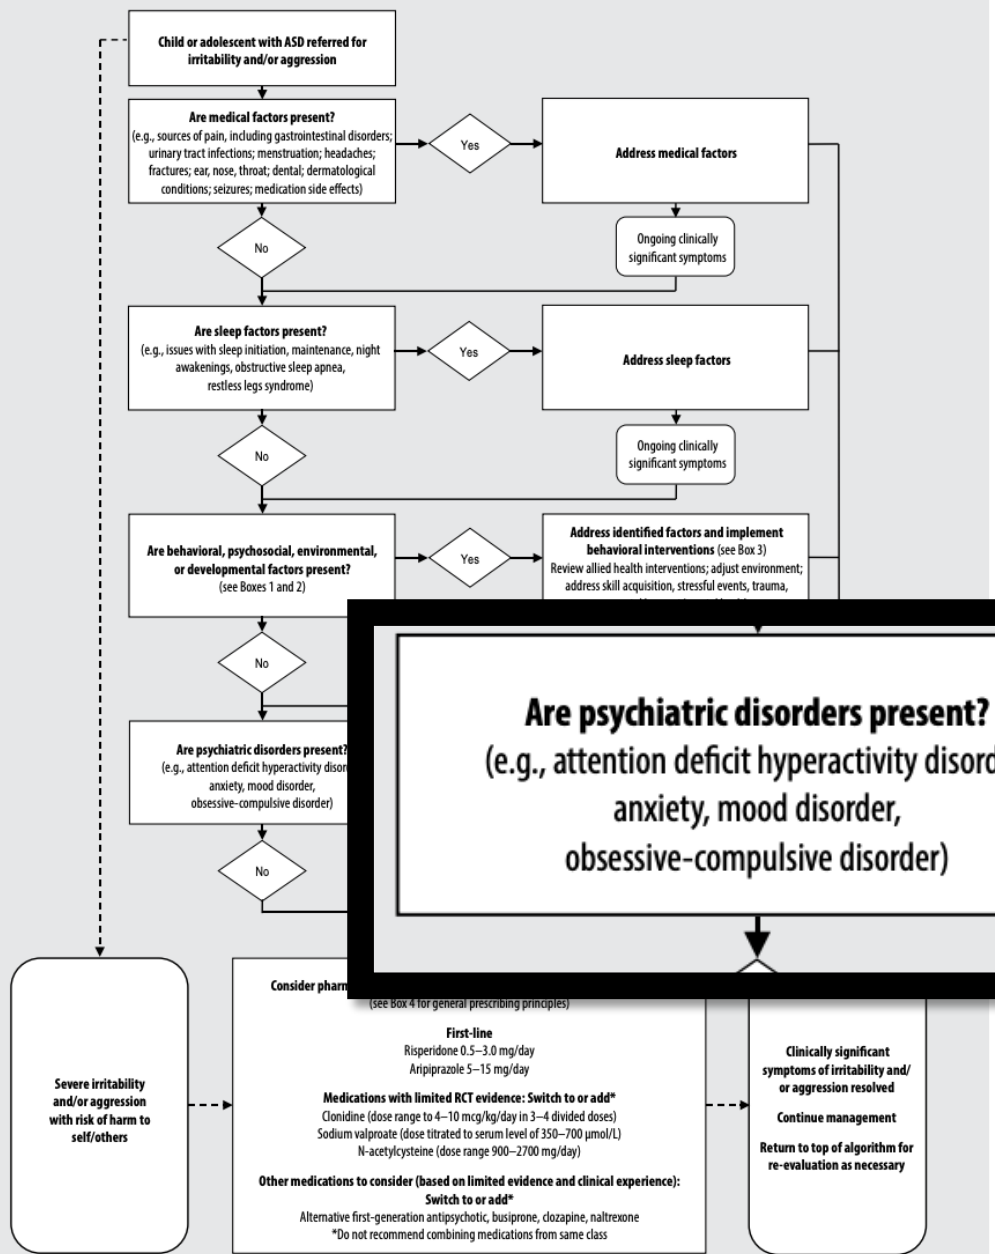 Child or adolescent with ASD referred for
irritability and/or aggression
Are medical factors present?
(e.g., sources of pain, including gastrointestinal disorders;
urinary tract infections; menstruation; headaches;
fractures; ear, nose, throat; dental; dermatological
conditions; seizures; medication side effects)
Yes
Address medical factors
No
Ongoing clinically
significant symptoms
Are sleep factors present?
(e.g., issues with sleep initiation, maintenance, night
awakenings, obstructive sleep apnea,
restless legs syndrome)
Yes
Address sleep factors
No
Ongoing clinically
significant symptoms
Are behavioral, psychosocial, environmental,
or developmental factors present?
(see Boxes 1 and 2)
Yes
Address identified factors and implement
behavioral interventions (see Box 3)
Review allied health interventions; adjust environment;
address skill acquisition, stressful events, trauma,
No
Are psychiatric disorders present?
(e.g., attention deficit hyperactivity disor
anxiety, mood disorder,
obsessive-compulsive disorder)
No
Are psychiatric disorders present?
(e.g., attention deficit hyperactivity disord
anxiety, mood disorder,
obsessive-compulsive disorder)
Severe irritability
and/or aggression
with risk of harm to
self/others
Consider pharm
(see Box 4 for general prescribing principles)
First-line
Risperidone 0.5–3.0 mg/day
Aripiprazole 5–15 mg/day
Medications with limited RCT evidence: Switch to or add*
Clonidine (dose range to 4–10 mcg/kg/day in 3–4 divided doses)
Sodium valproate (dose titrated to serum level of 350–700 µmol/L)
N-acetylcysteine (dose range 900–2700 mg/day)
Other medications to consider (based on limited evidence and clinical experience):
Switch to or add*
Alternative first-generation antipsychotic, busiprone, clozapine, naltrexone
*Do not recommend combining medications from same class
Clinically significant
symptoms of irritability and/
or aggression resolved
Continue management
Return to top of algorithm for
re-evaluation as necessary